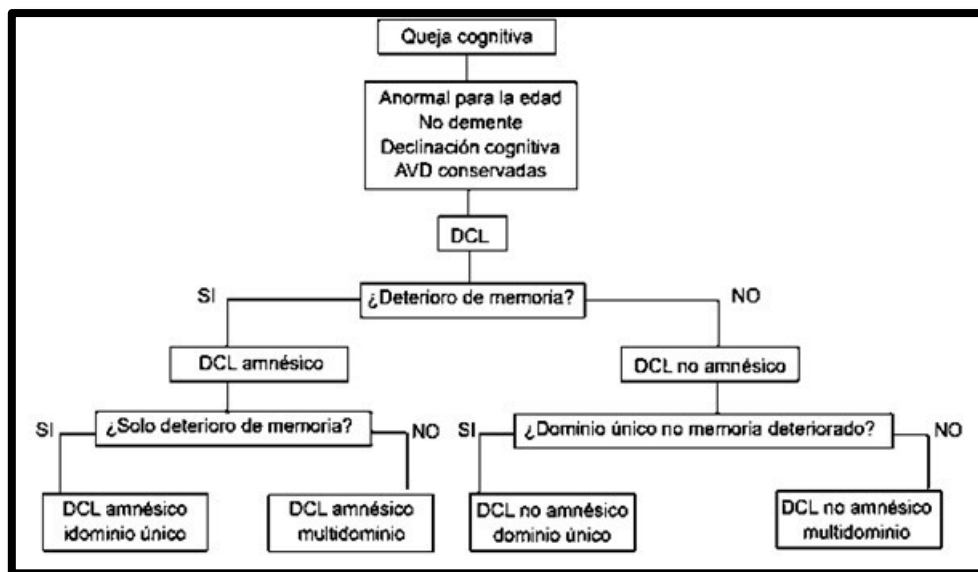 Queja cognitiva
Anormal para la edad
No demente
Declinación cognitiva
AVD conservadas
DCL
SI
¿Deterioro de memoria?
NO
DCL amnésico
DCL no amnésico
SI
¿Solo deterioro de memoria?
NO
SI
¿Dominio único no memoria deteriorado?
NO
DCL amnésico
idominio único
DCL amnésico
multidominio
DCL no amnésico
dominio único
DCL no amnésico
multidominio